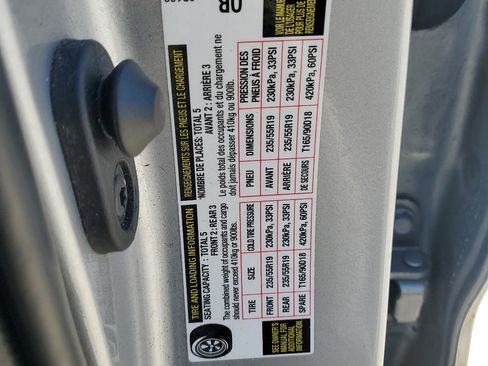 TIRE AND LOADING INFORMATION
SEATING CAPACITY : TOTAL 5
FRONT 2 : REAR 3
The combined weight of occupants and cargo
should never exceed 410kg or 900lbs.
TIRE SIZE COLD TIRE PRESSURE
FRONT 235/55R19 230kPa, 33PSI
REAR 235/55R19 230kPa, 33PSI
SPARE T165/90D18 420kPa, 60PSI
SEE OWNER'S
MANUAL FOR
ADDITIONAL
INFORMATION
RENSEIGNEMENTS SUR LES PNEUS ET LE CHARGEMENT
NOMBRE DE PLACES: TOTAL 5
AVANT 2 : ARRIÈRE 3
Le poids total des occupants et du chargement ne
doit jamais dépasser 410kg ou 900lb.
PNEU DIMENSIONS PRESSION DES
PNEUS À FROID
AVANT 235/55R19 230kPa, 33PSI
ARRIÈRE 235/55R19 230kPa, 33PSI
DE SECOURS T165/90D18 420kPa, 60PSI
VOIR LE MANUEL
DE L'USAGER
POUR PLUS DE
RENSEIGNEMENTS